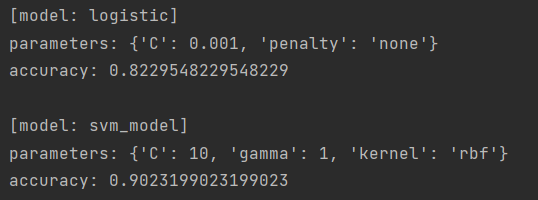 [model: logistic]
parameters: {'C': 0.001, 'penalty': 'none'}
accuracy: 0.8229548229548229
[model: svm_model]
parameters: {'C': 10, 'gamma': 1, 'kernel': 'rbf'}
accuracy: 0.9023199023199023